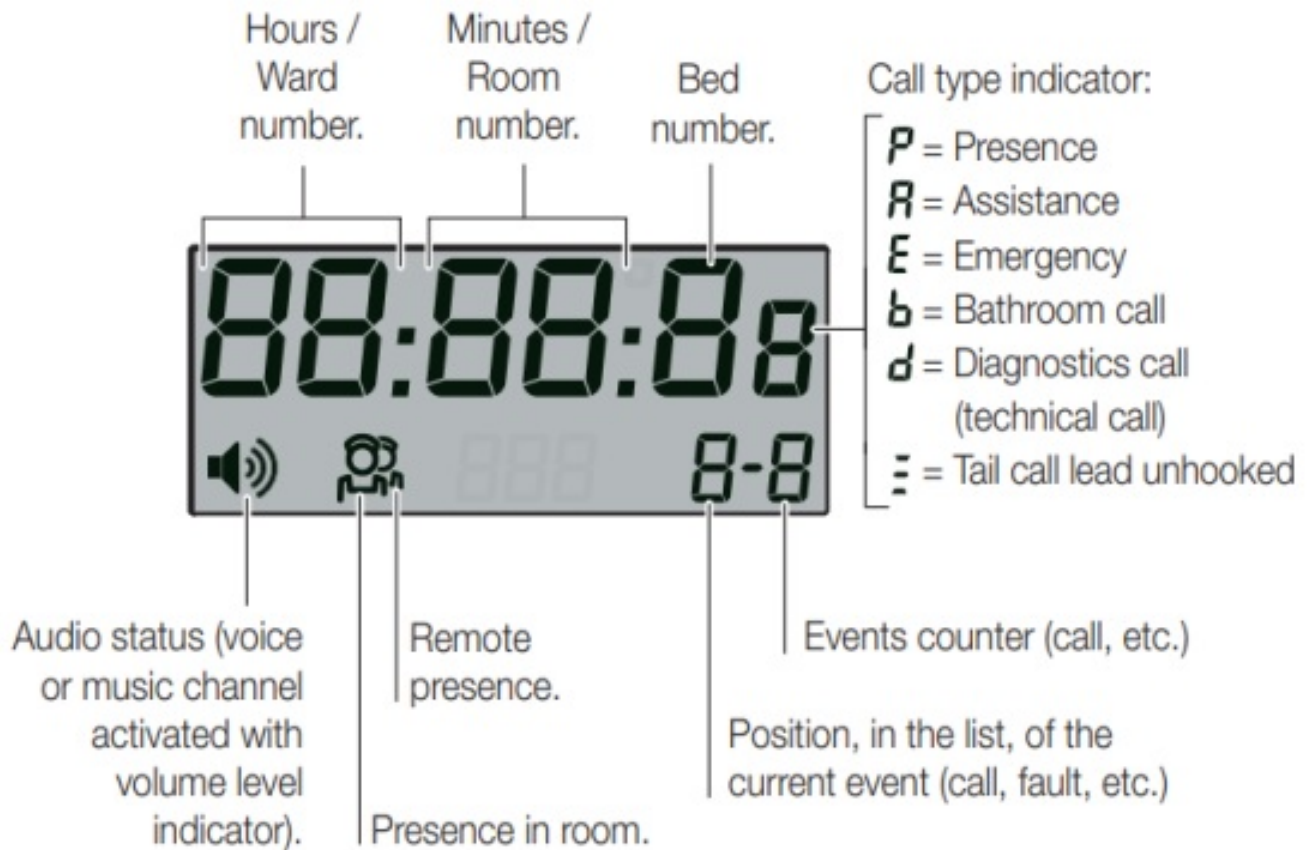 Hours /
Ward
number.
Minutes /
Room
number.
Bed
number.
Call type indicator:
P = Presence
A = Assistance
E = Emergency
b = Bathroom call
d = Diagnostics call
(technical call)
Ξ = Tail call lead unhooked
88:88:88
888
8-8
Audio status (voice
or music channel
activated with
volume level
indicator).
Remote
presence.
Presence in room.
Events counter (call, etc.)
Position, in the list, of the
current event (call, fault, etc.)